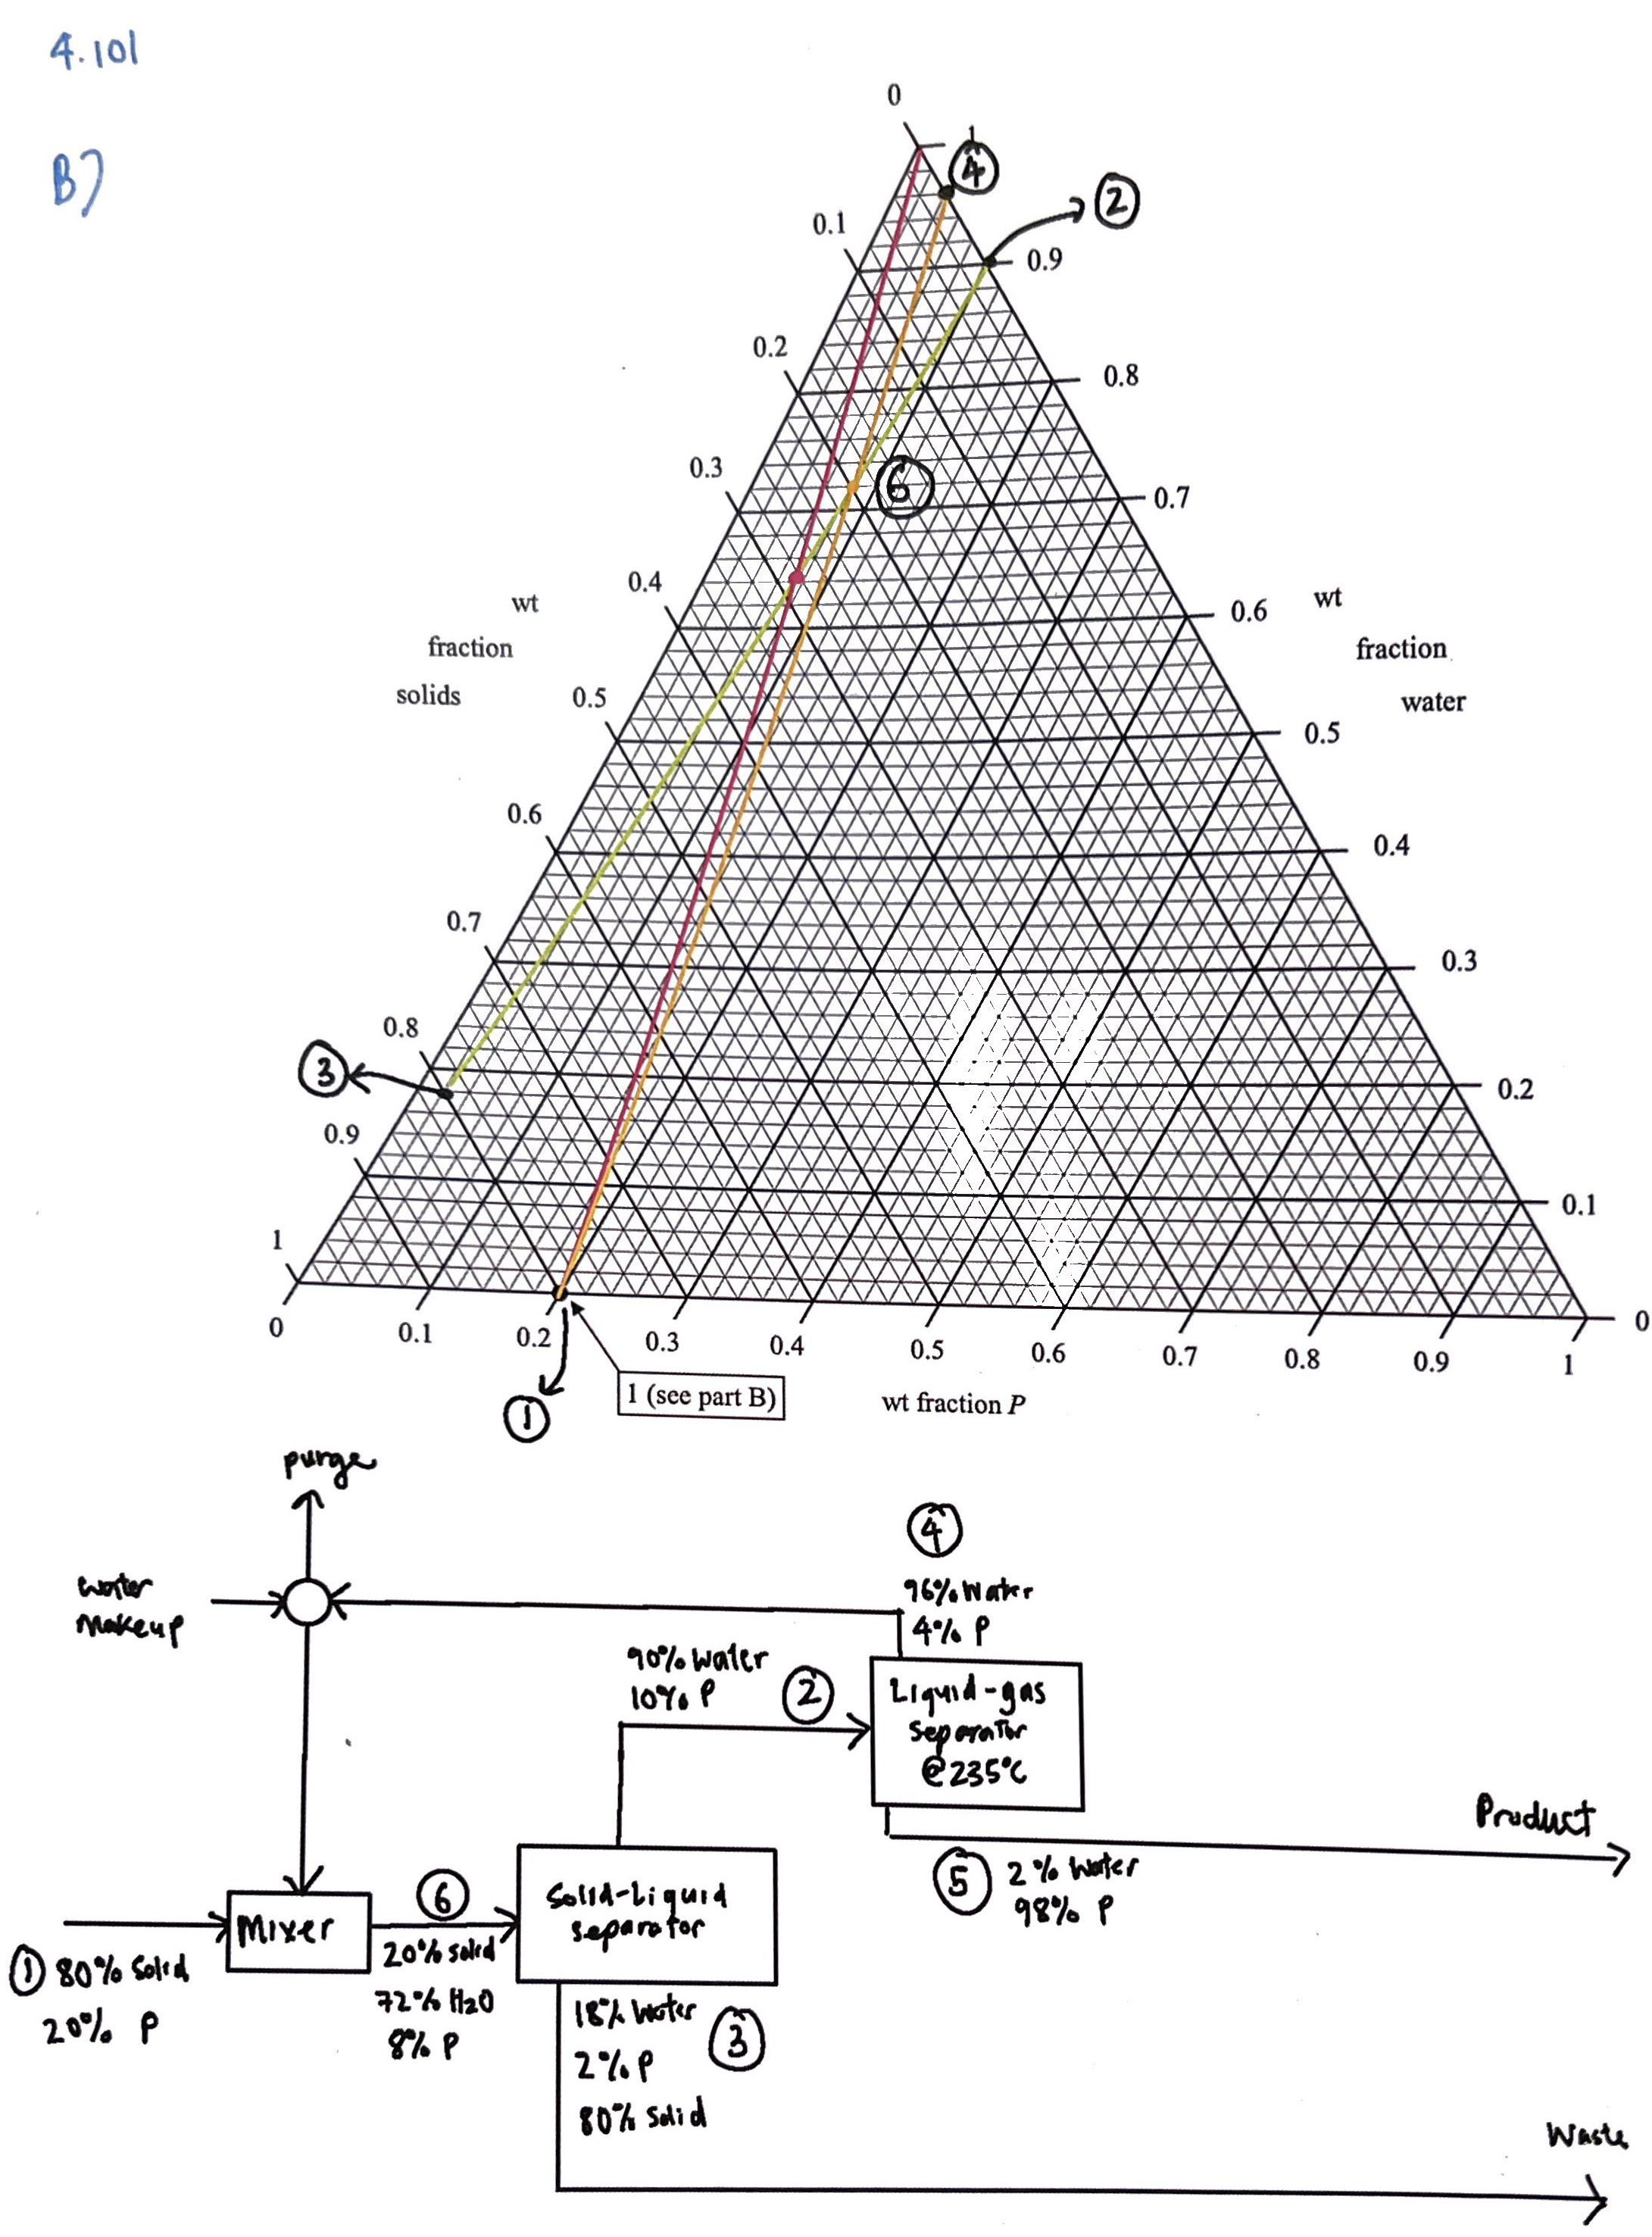 4.101
B)
0
1
④
②
0.1
0.9
0.2
0.8
0.3
⑥
0.7
0.4
wt
fraction
solids
0.6
wt
fraction
water
0.5
0.5
0.6
0.4
0.7
0.3
0.8
③
0.2
0.9
0.1
1
0
0
0.1
0.2
0.3
0.4
0.5
0.6
0.7
0.8
0.9
1
1 (see part B)
wt fraction P
①
purge
④
water
makeup
96% Water
4% P
90% Water
10% P
②
Liquid-gas
separator
@ 235°C
Product
⑤ 2% Water
98% P
⑥
Solid-Liquid
separator
Mixer
① 80% Solid
20% P
20% solid
72% H2O
8% P
18% Water
2% P
80% Solid
③
Waste